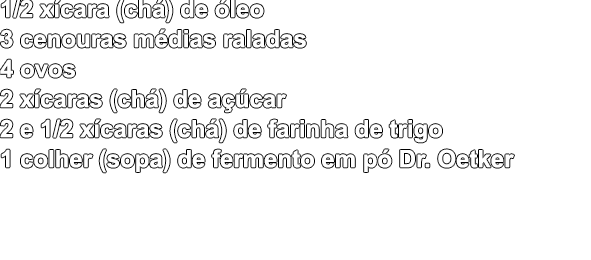 1/2 xícara (chá) de óleo
3 cenouras médias raladas
4 ovos
2 xícaras (chá) de açúcar
2 e 1/2 xícaras (chá) de farinha de trigo
1 colher (sopa) de fermento em pó Dr. Oetker